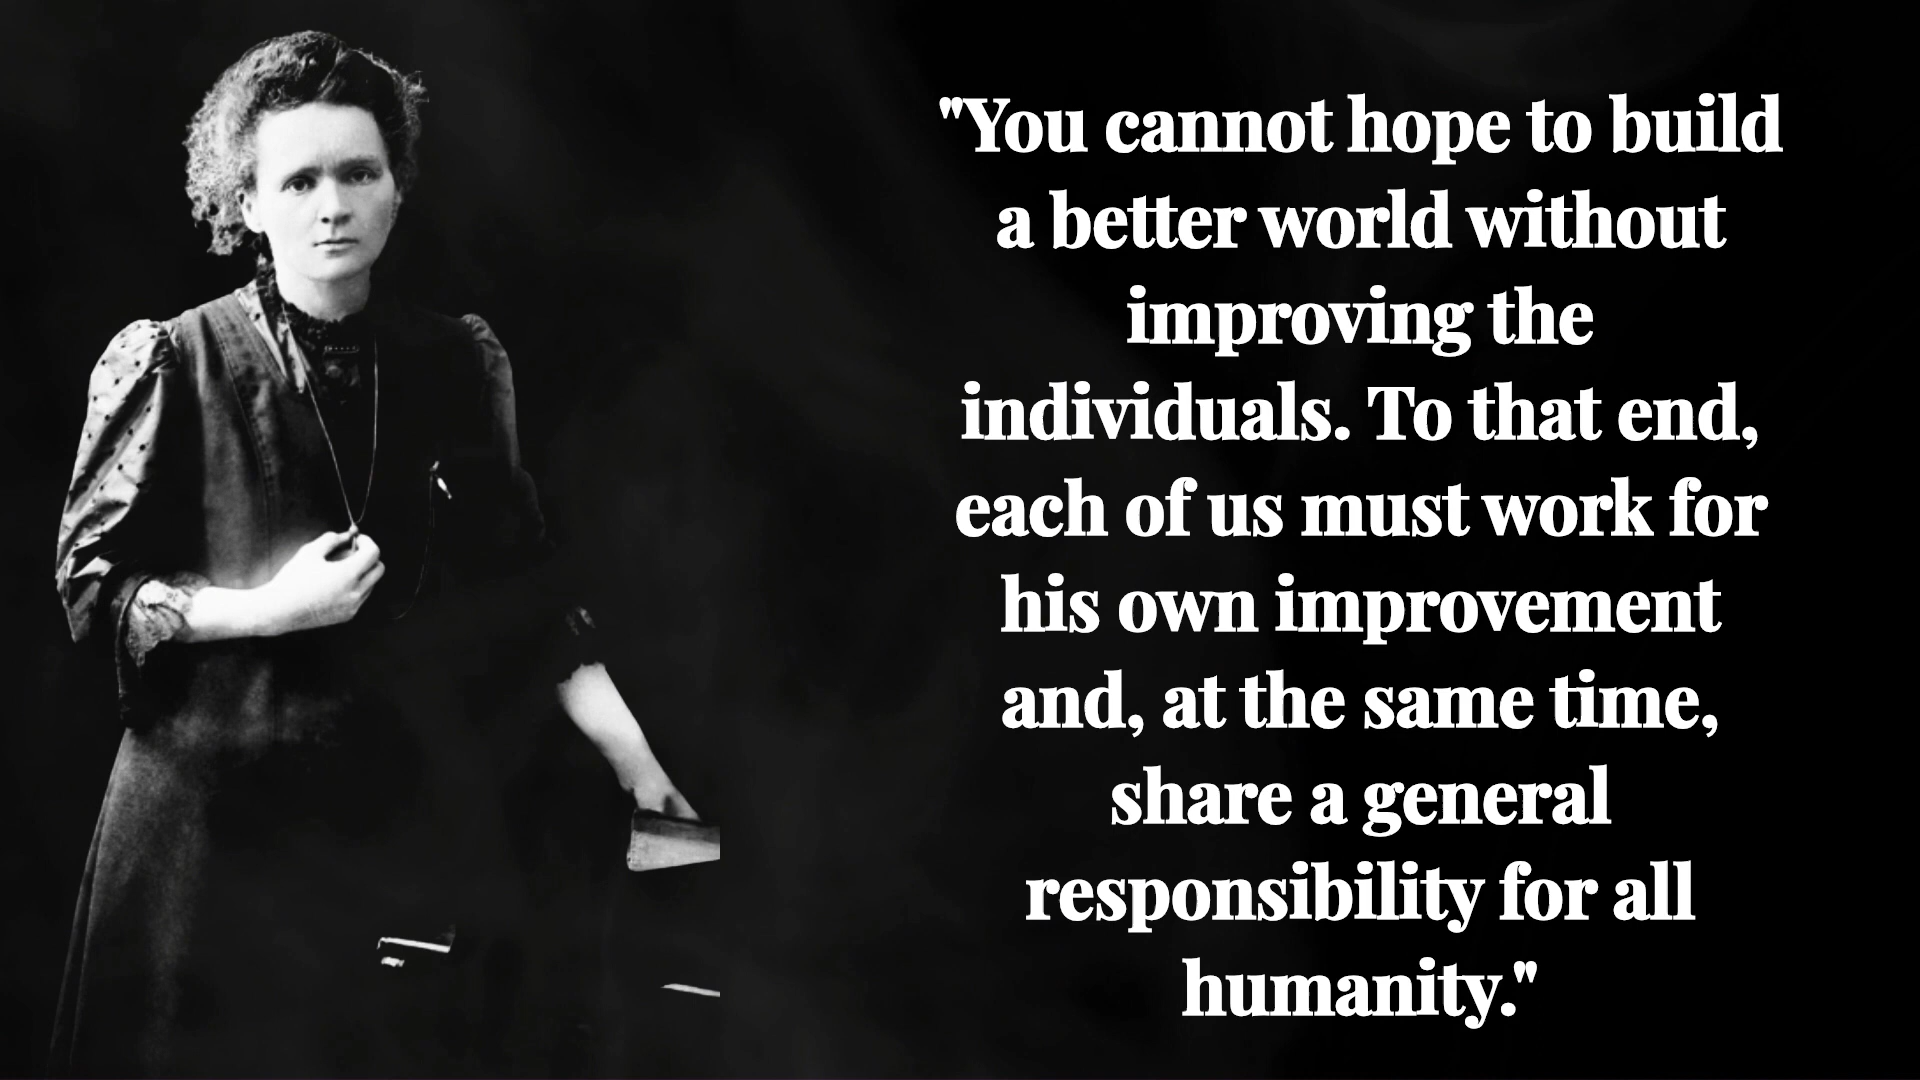 "You cannot hope to build
a better world without
improving the
individuals. To that end,
each of us must work for
his own improvement
and, at the same time,
share a general
responsibility for all
humanity."